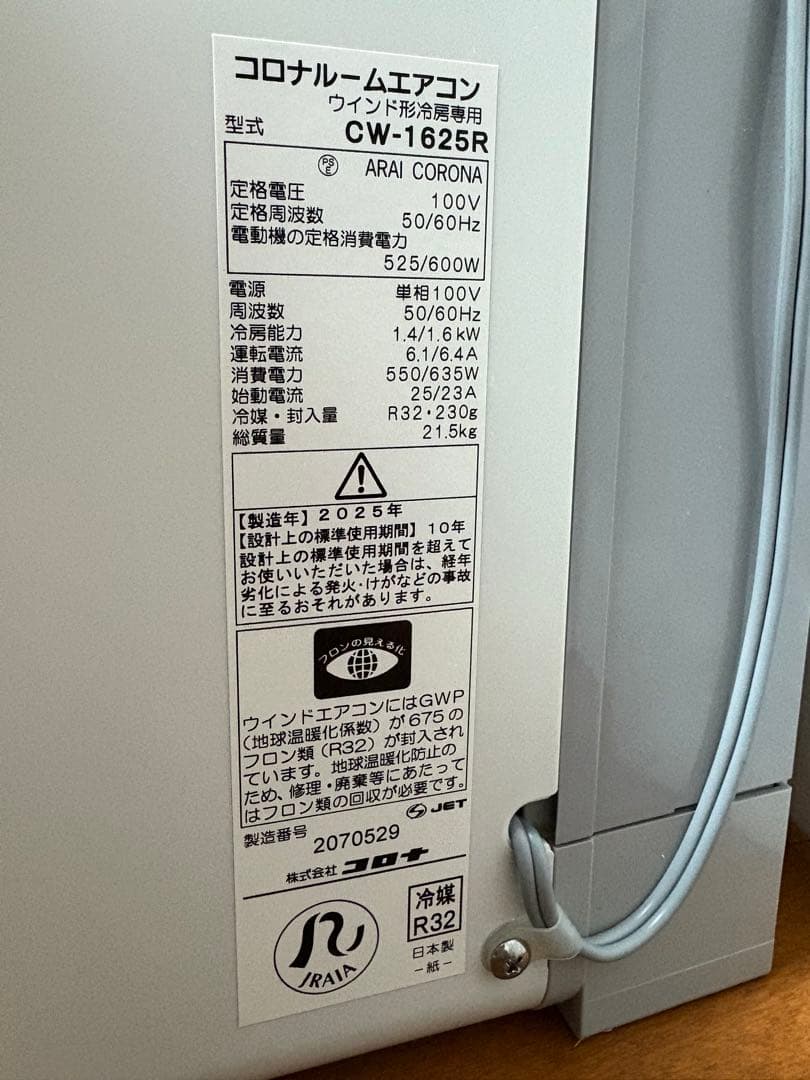 コロナルームエアコン
ウインド形冷房専用
型式 CW-1625R
PS E ARAI CORONA
定格電圧 100V
定格周波数 50/60Hz
電動機の定格消費電力
525/600W
電源 単相100V
周波数 50/60Hz
冷房能力 1.4/1.6kW
運転電流 6.1/6.4A
消費電力 550/635W
始動電流 25/23A
冷媒・封入量 R32・230g
総質量 21.5kg
【製造年】2025年
【設計上の標準使用期間】10年
設計上の標準使用期間を超えて
お使いいただいた場合は、経年
劣化による発火・けがなどの事故
に至るおそれがあります。
フロンの見える化
ウインドエアコンにはGWP
（地球温暖化係数）が675の
フロン類（R32）が封入され
ています。地球温暖化防止の
ため、修理・廃棄等にあたって
はフロン類の回収が必要です。
JET
製造番号 2070529
株式会社 コロナ
JRAIA
冷媒
R32
日本製
－紙－